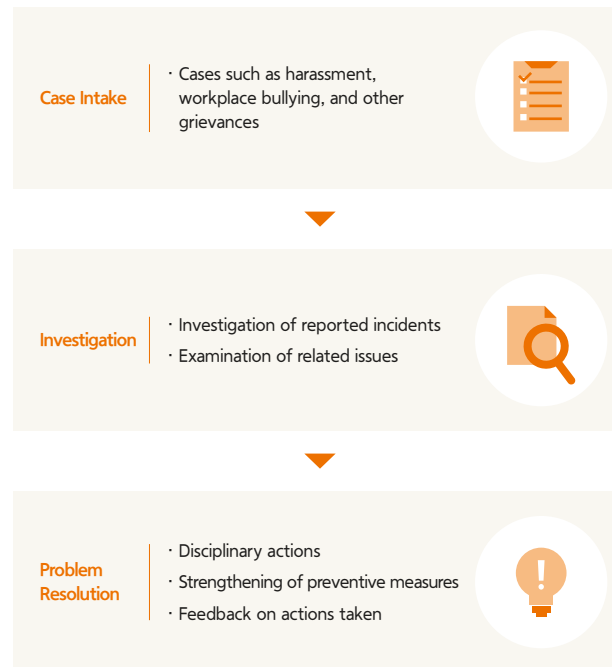 Case Intake
· Cases such as harassment,
workplace bullying, and other
grievances
Investigation
· Investigation of reported incidents
· Examination of related issues
Problem
Resolution
· Disciplinary actions
· Strengthening of preventive measures
· Feedback on actions taken